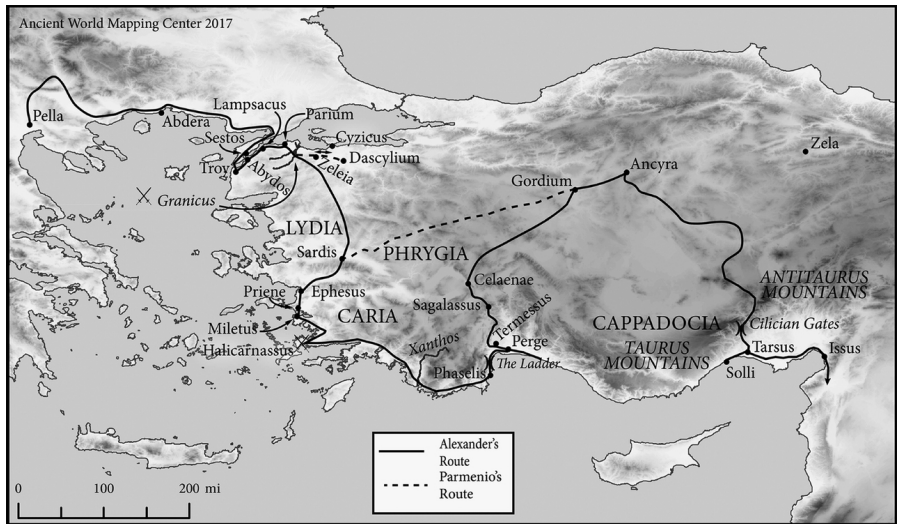 Ancient World Mapping Center 2017
Pella
Abdera
Lampsacus
Parium
Sestos
Cyzicus
Troy
Abydos
Zeleia
Dascylium
Zela
Granicus
Gordium
Ancyra
LYDIA
Sardis
PHRYGIA
Celaenae
ANTITAURUS
MOUNTAINS
Priene
Ephesus
Sagalassus
Termessus
CARIA
CAPPADOCIA
Cilician Gates
Miletus
Perge
TAURUS
MOUNTAINS
Tarsus
Issus
Halicarnassus
Xanthos
The Ladder
Phaselis
Solli
Alexander's
Route
Parmenio's
Route
0 100 200 mi